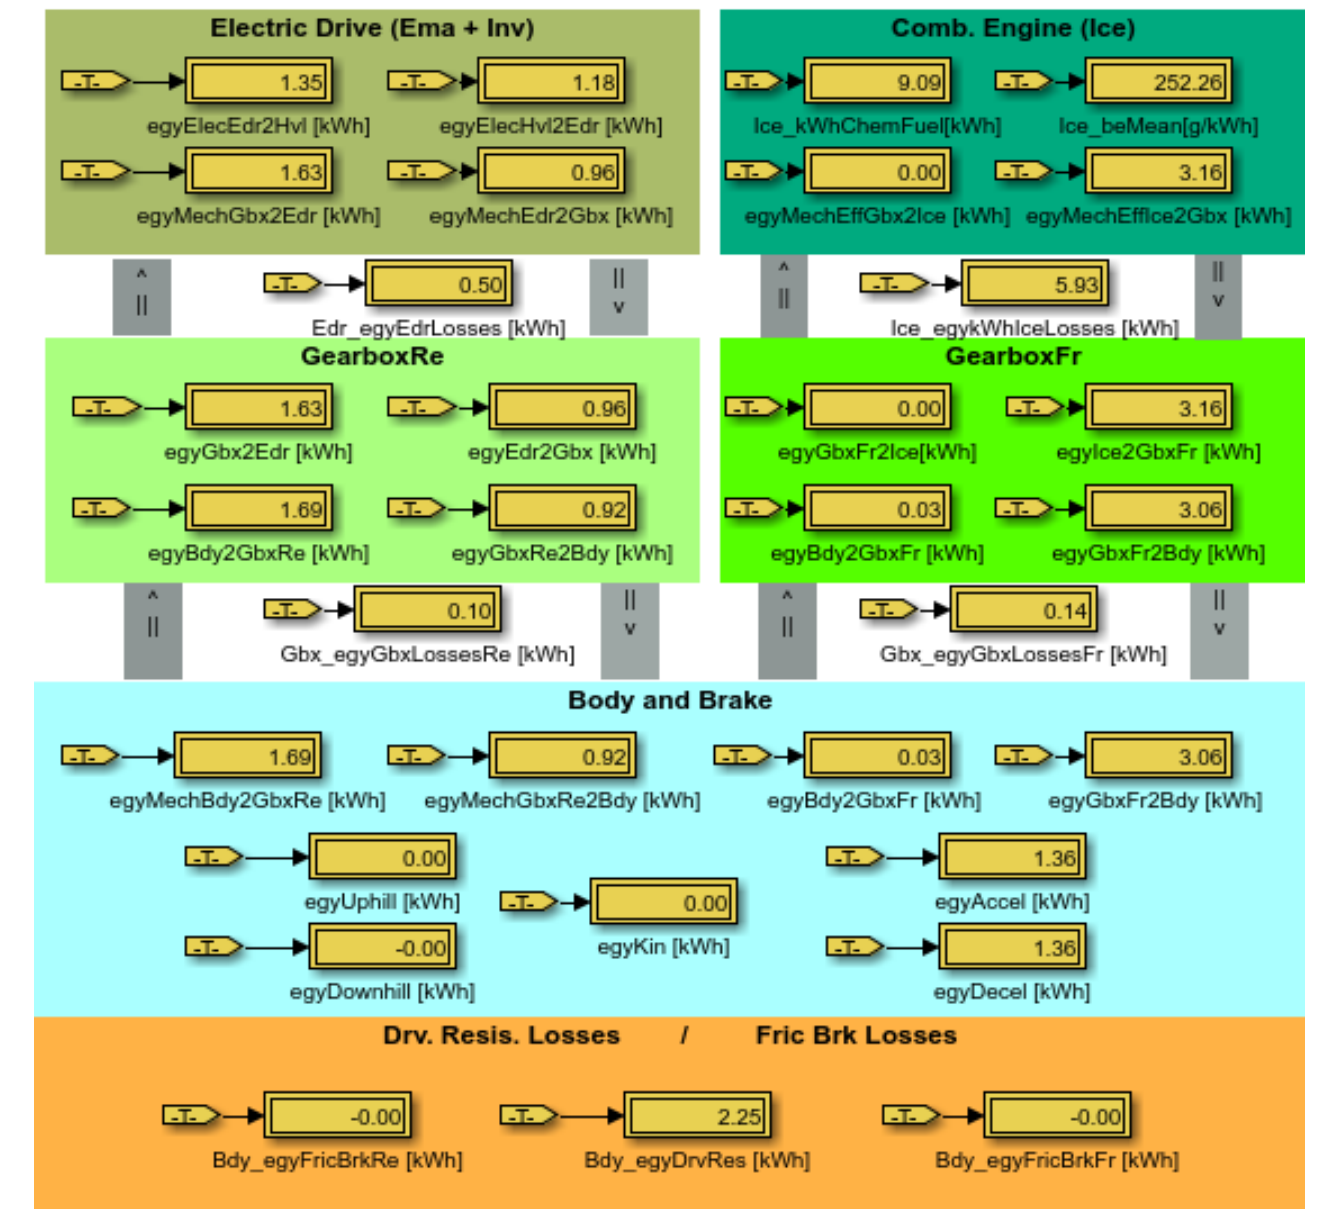 Electric Drive (Ema + Inv) Comb. Engine (Ice)
-T- 1.35 -T- 1.18 -T- 9.09 -T- 252.26
egyElecEdr2Hvl [kWh] egyElecHvl2Edr [kWh] Ice_kWhChemFuel[kWh] Ice_beMean[g/kWh]
-T- 1.63 -T- 0.96 -T- 0.00 -T- 3.16
egyMechGbx2Edr [kWh] egyMechEdr2Gbx [kWh] egyMechEffGbx2Ice [kWh] egyMechEffIce2Gbx [kWh]
^ || -T- 0.50 || v ^ || -T- 5.93 || v
Edr_egyEdrLosses [kWh] Ice_egykWhIceLosses [kWh]
GearboxRe GearboxFr
-T- 1.63 -T- 0.96 -T- 0.00 -T- 3.16
egyGbx2Edr [kWh] egyEdr2Gbx [kWh] egyGbxFr2Ice[kWh] egyIce2GbxFr [kWh]
-T- 1.69 -T- 0.92 -T- 0.03 -T- 3.06
egyBdy2GbxRe [kWh] egyGbxRe2Bdy [kWh] egyBdy2GbxFr [kWh] egyGbxFr2Bdy [kWh]
^ || -T- 0.10 || v ^ || -T- 0.14 || v
Gbx_egyGbxLossesRe [kWh] Gbx_egyGbxLossesFr [kWh]
Body and Brake
-T- 1.69 -T- 0.92 -T- 0.03 -T- 3.06
egyMechBdy2GbxRe [kWh] egyMechGbxRe2Bdy [kWh] egyBdy2GbxFr [kWh] egyGbxFr2Bdy [kWh]
-T- 0.00 -T- 1.36
egyUphill [kWh] egyAccel [kWh]
-T- 0.00
egyKin [kWh]
-T- -0.00 -T- 1.36
egyDownhill [kWh] egyDecel [kWh]
Drv. Resis. Losses / Fric Brk Losses
-T- -0.00 -T- 2.25 -T- -0.00
Bdy_egyFricBrkRe [kWh] Bdy_egyDrvRes [kWh] Bdy_egyFricBrkFr [kWh]